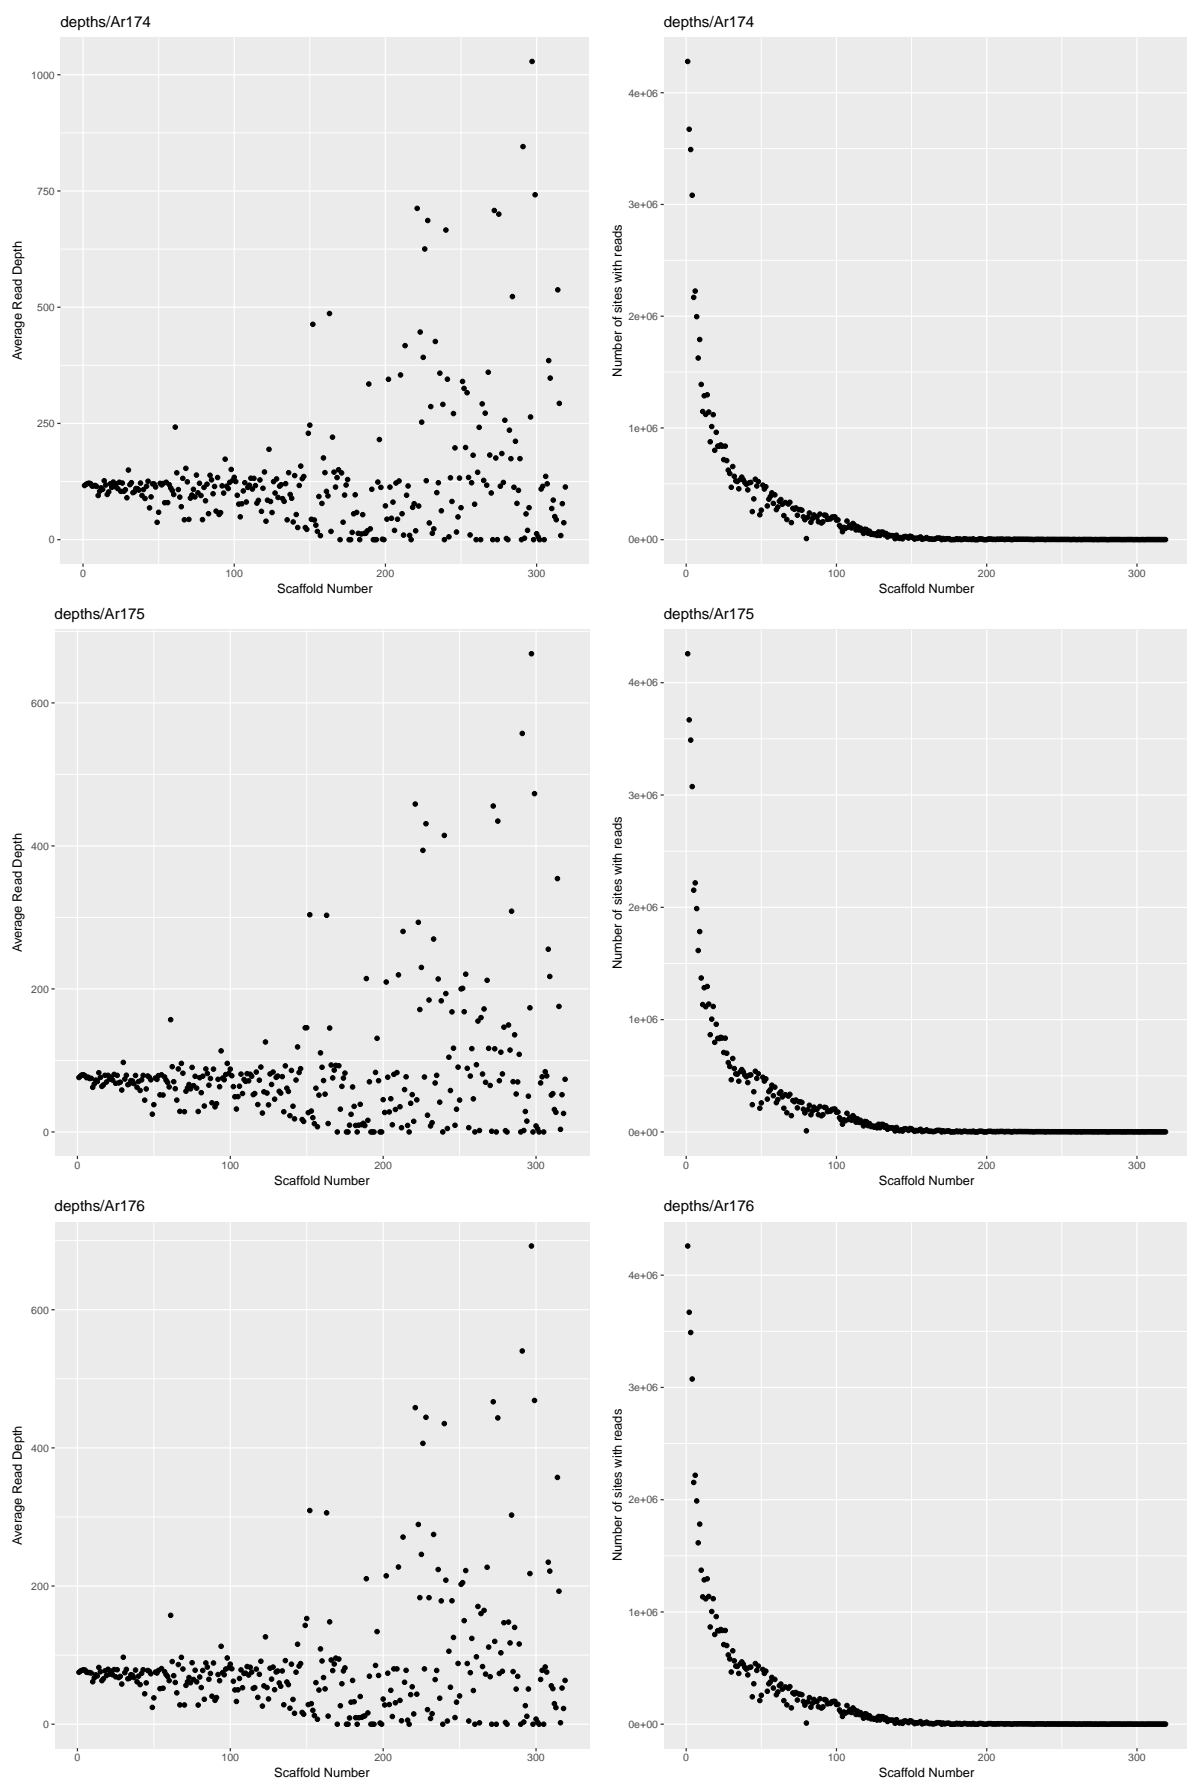 depths/Ar174
depths/Ar174
1000
750
500
250
0
Average Read Depth
0
100
200
300
Scaffold Number
4e+06
3e+06
2e+06
1e+06
0e+00
Number of sites with reads
0
100
200
300
Scaffold Number
depths/Ar175
depths/Ar175
600
400
200
0
Average Read Depth
0
100
200
300
Scaffold Number
4e+06
3e+06
2e+06
1e+06
0e+00
Number of sites with reads
0
100
200
300
Scaffold Number
depths/Ar176
depths/Ar176
600
400
200
0
Average Read Depth
0
100
200
300
Scaffold Number
4e+06
3e+06
2e+06
1e+06
0e+00
Number of sites with reads
0
100
200
300
Scaffold Number